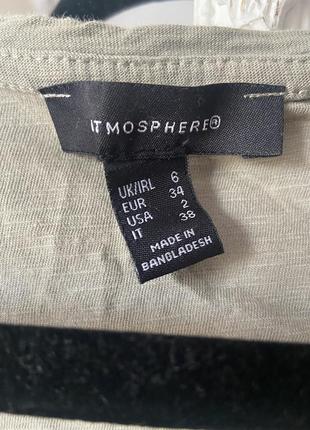 ATMOSPHERE®
UK/IRL 6
EUR 34
USA 2
IT 38
MADE IN
BANGLADESH